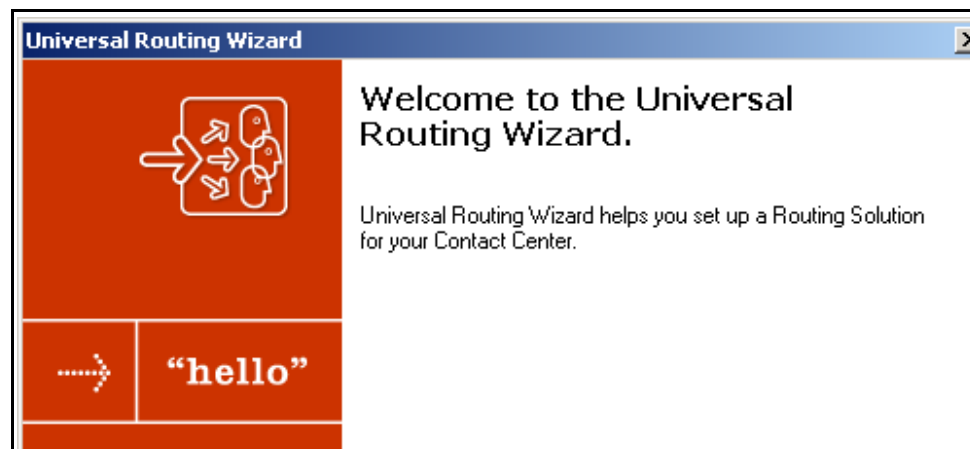 Universal Routing Wizard
Welcome to the Universal
Routing Wizard.
Universal Routing Wizard helps you set up a Routing Solution
for your Contact Center.
“hello”